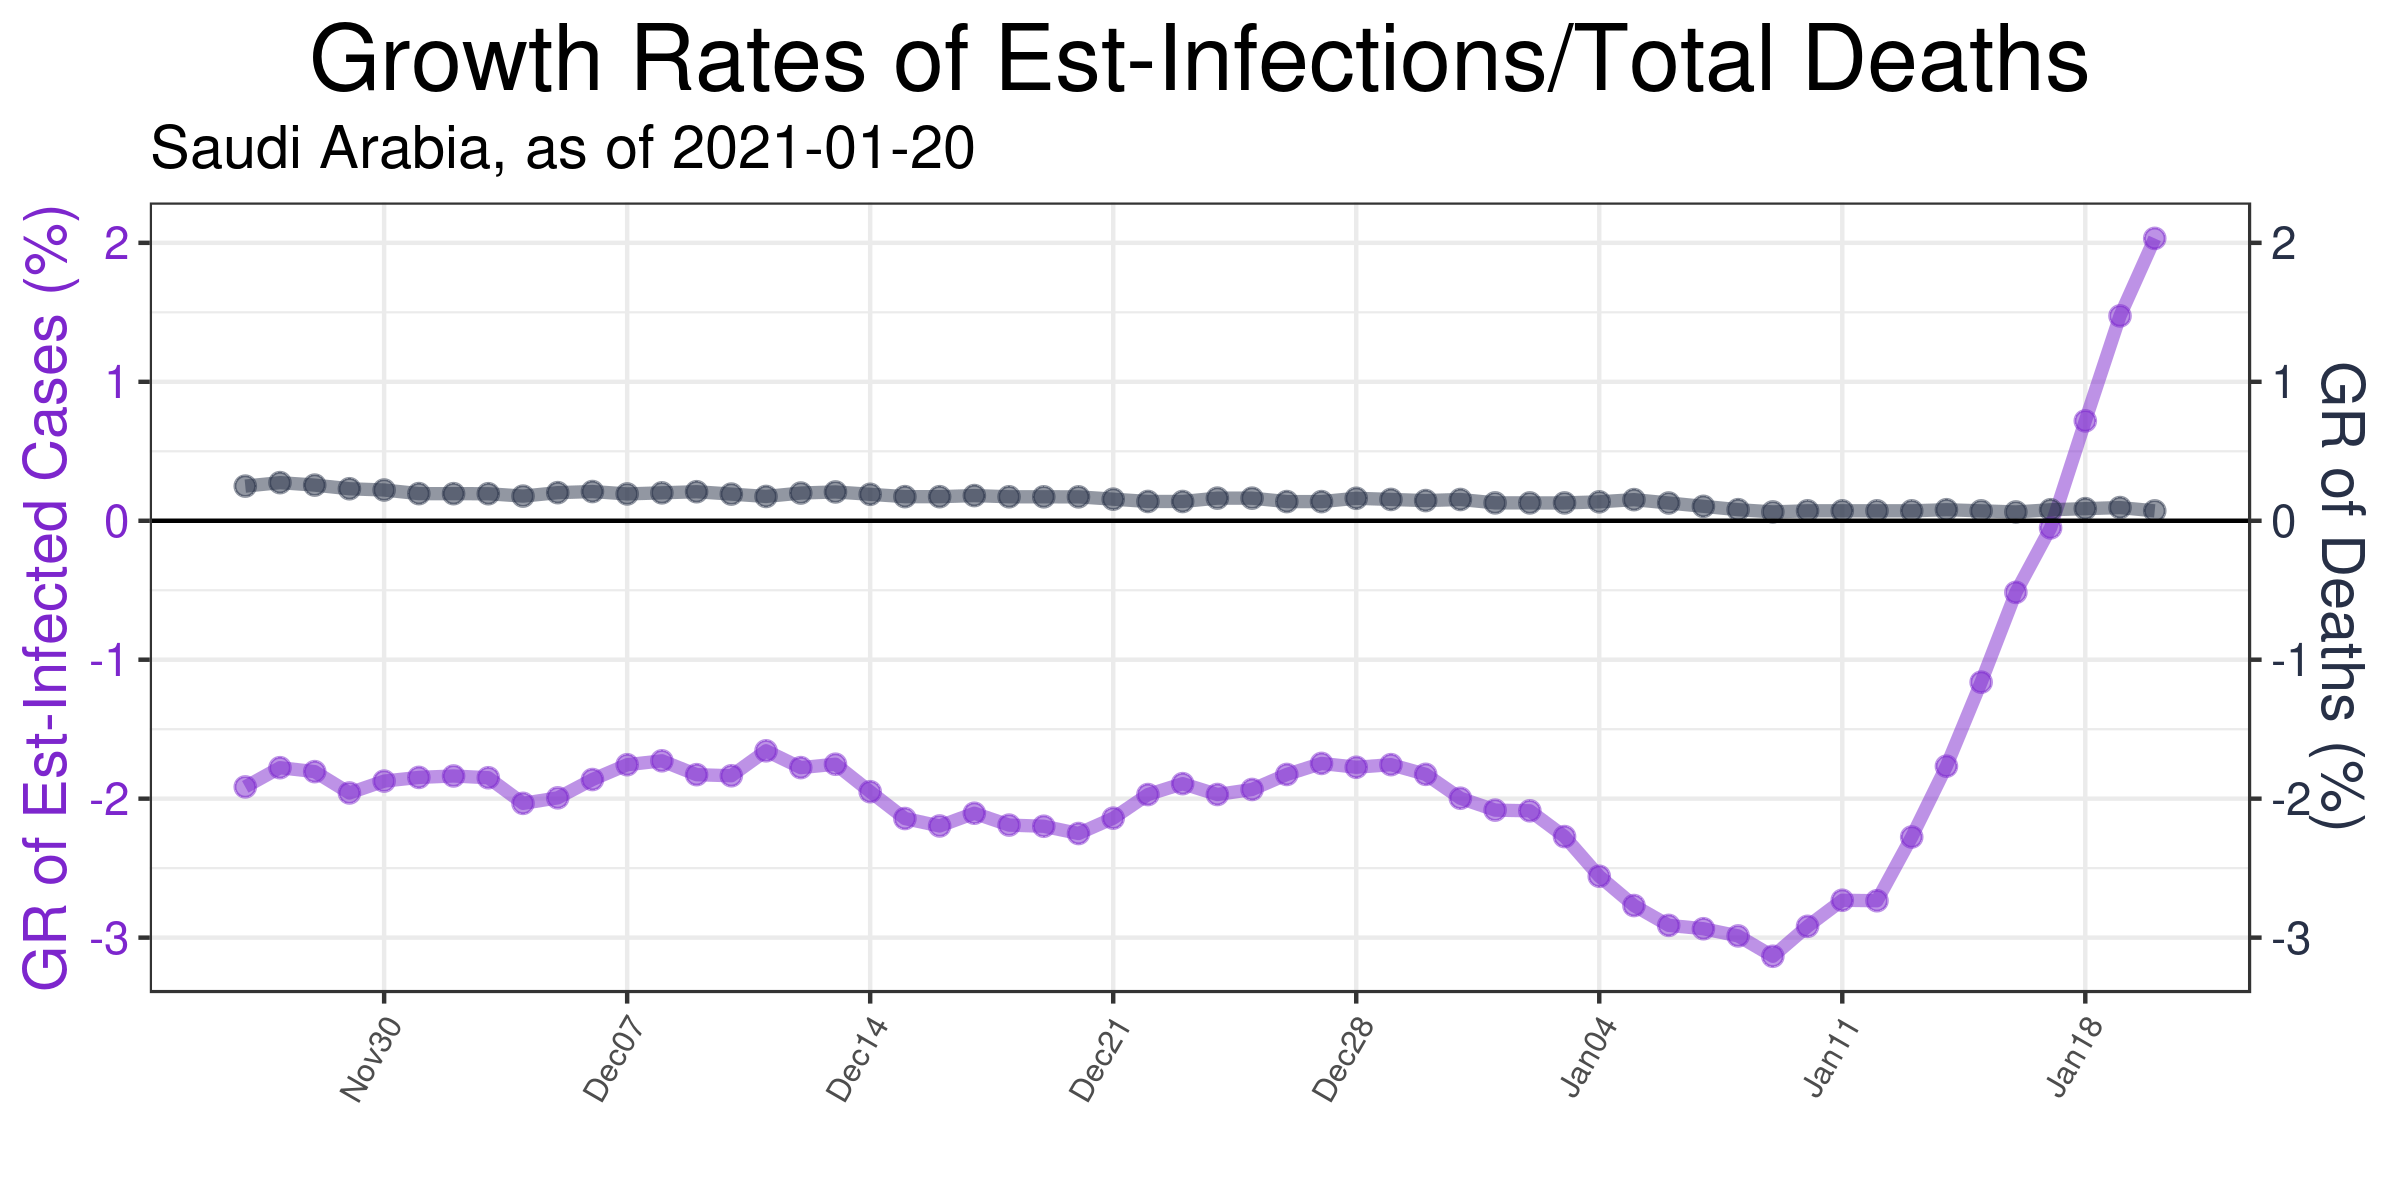 Growth Rates of Est-Infections/Total Deaths
Saudi Arabia, as of 2021-01-20
GR of Est-Infected Cases (%)
2
1
0
-1
-2
-3
2
1
0
-1
-2
-3
GR of Deaths (%)
Nov30
Dec07
Dec14
Dec21
Dec28
Jan04
Jan11
Jan18